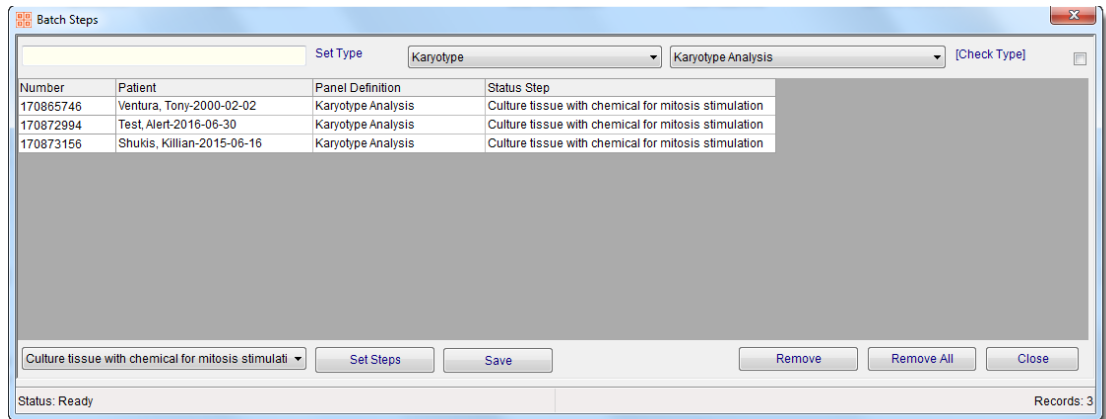 Batch Steps
Set Type Karyotype Karyotype Analysis [Check Type]
Number Patient Panel Definition Status Step
170865746 Ventura, Tony-2000-02-02 Karyotype Analysis Culture tissue with chemical for mitosis stimulation
170872994 Test, Alert-2016-06-30 Karyotype Analysis Culture tissue with chemical for mitosis stimulation
170873156 Shukis, Killian-2015-06-16 Karyotype Analysis Culture tissue with chemical for mitosis stimulation
Culture tissue with chemical for mitosis stimulati Set Steps Save Remove Remove All Close
Status: Ready Records: 3